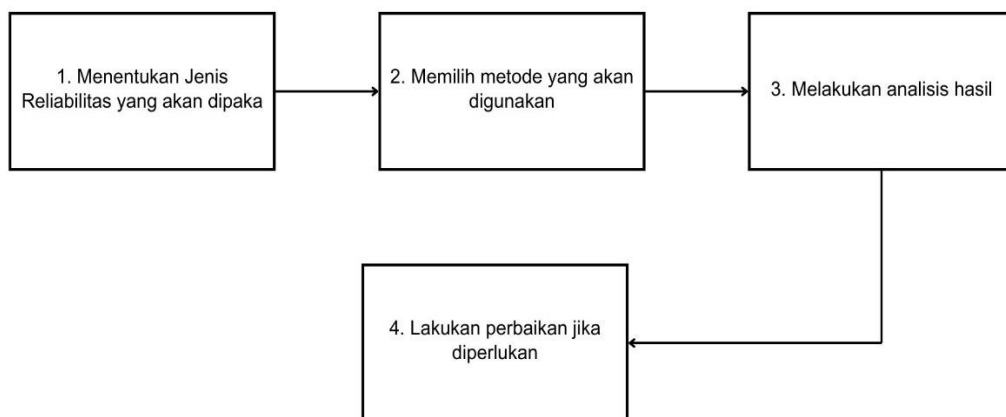 1. Menentukan Jenis
Reliabilitas yang akan dipaka
2. Memilih metode yang akan
digunakan
3. Melakukan analisis hasil
4. Lakukan perbaikan jika
diperlukan